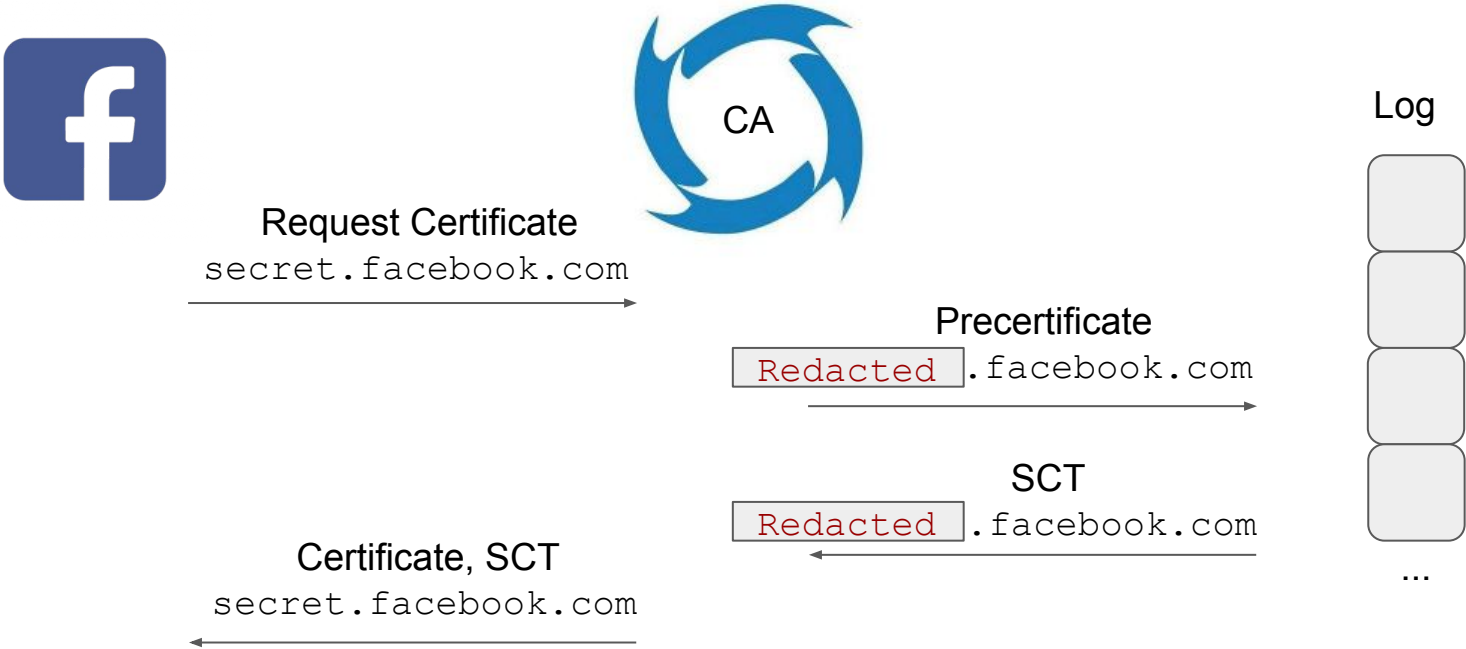 CA
Log
Request Certificate
secret.facebook.com
Precertificate
Redacted .facebook.com
SCT
Redacted .facebook.com
Certificate, SCT
secret.facebook.com
...